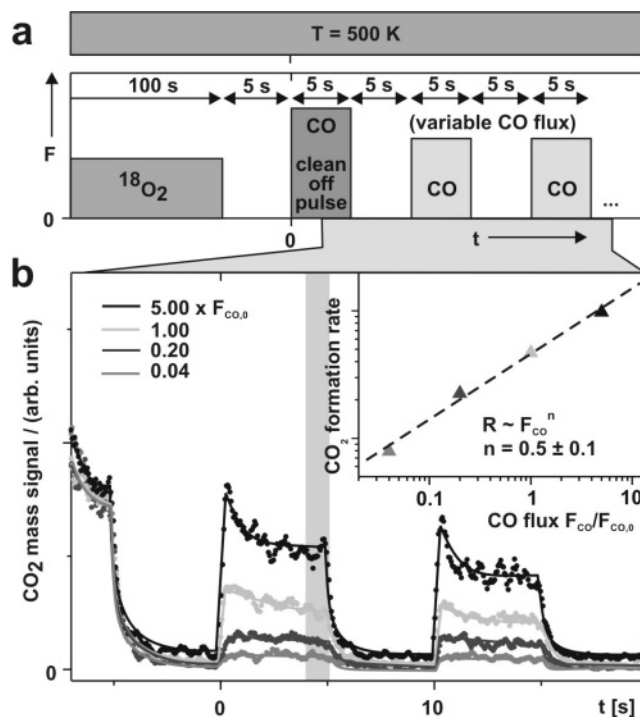 a
T = 500 K
100 s 5 s 5 s 5 s 5 s 5 s 5 s
F
(variable CO flux)
CO
clean
off
pulse
¹⁸O₂
CO
CO
...
0
0
t
b
5.00 x F_CO,0
1.00
0.20
0.04
CO₂ mass signal / (arb. units)
CO₂ formation rate
R ~ F_CO^n
n = 0.5 ± 0.1
0.1 1 10
CO flux F_CO/F_CO,0
0
0 10 t [s]